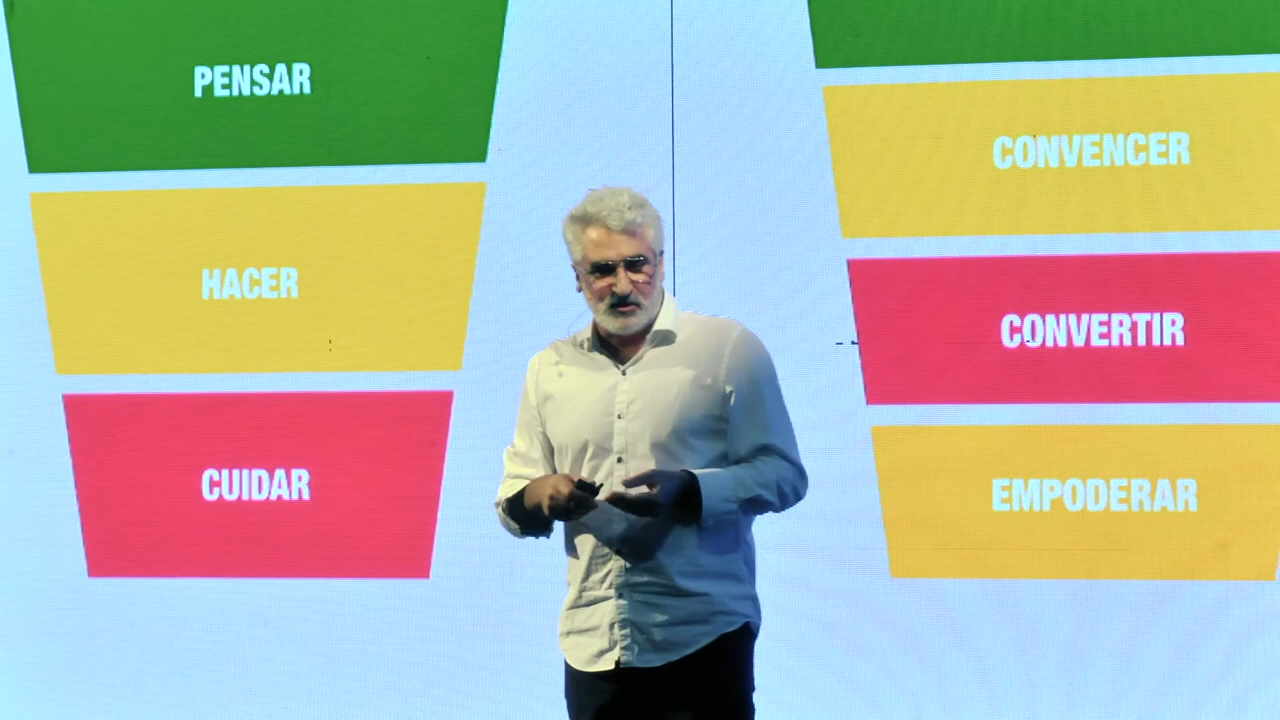 PENSAR
HACER
CUIDAR
CONVENCER
CONVERTIR
EMPODERAR